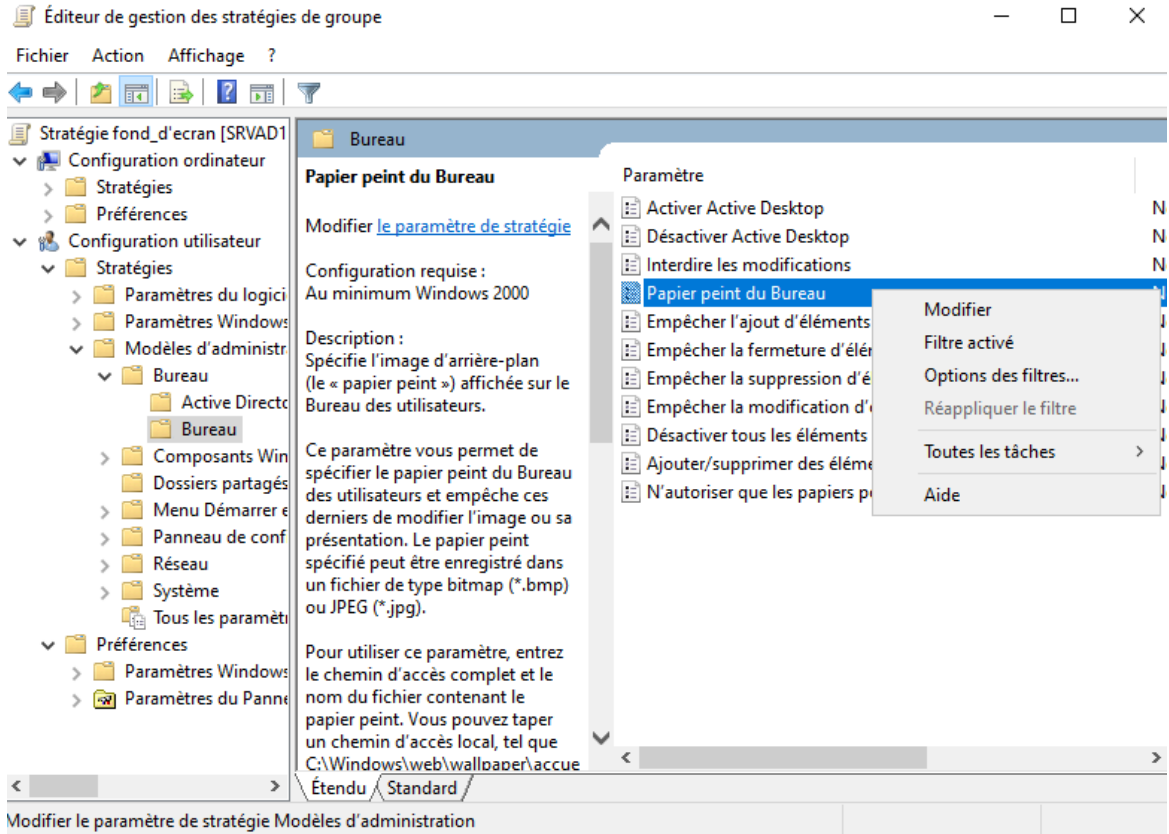 Éditeur de gestion des stratégies de groupe
Fichier Action Affichage ?
Stratégie fond_d'ecran [SRVAD1
Configuration ordinateur
Stratégies
Préférences
Configuration utilisateur
Stratégies
Paramètres du logici
Paramètres Windows
Modèles d'administr
Bureau
Active Directo
Bureau
Composants Win
Dossiers partagés
Menu Démarrer e
Panneau de conf
Réseau
Système
Tous les paramètr
Préférences
Paramètres Windows
Paramètres du Panne
Bureau
Papier peint du Bureau
Modifier le paramètre de stratégie
Configuration requise :
Au minimum Windows 2000
Description :
Spécifie l'image d'arrière-plan
(le « papier peint ») affichée sur le
Bureau des utilisateurs.
Ce paramètre vous permet de
spécifier le papier peint du Bureau
des utilisateurs et empêche ces
derniers de modifier l'image ou sa
présentation. Le papier peint
spécifié peut être enregistré dans
un fichier de type bitmap (*.bmp)
ou JPEG (*.jpg).
Pour utiliser ce paramètre, entrez
le chemin d'accès complet et le
nom du fichier contenant le
papier peint. Vous pouvez taper
un chemin d'accès local, tel que
C:\Windows\web\wallpaper\accue
Paramètre
Activer Active Desktop
Désactiver Active Desktop
Interdire les modifications
Papier peint du Bureau
Empêcher l'ajout d'éléments
Empêcher la fermeture d'élér
Empêcher la suppression d'é
Empêcher la modification d'
Désactiver tous les éléments
Ajouter/supprimer des éléme
N'autoriser que les papiers p
Modifier
Filtre activé
Options des filtres...
Réappliquer le filtre
Toutes les tâches
Aide
Étendu Standard
Modifier le paramètre de stratégie Modèles d'administration